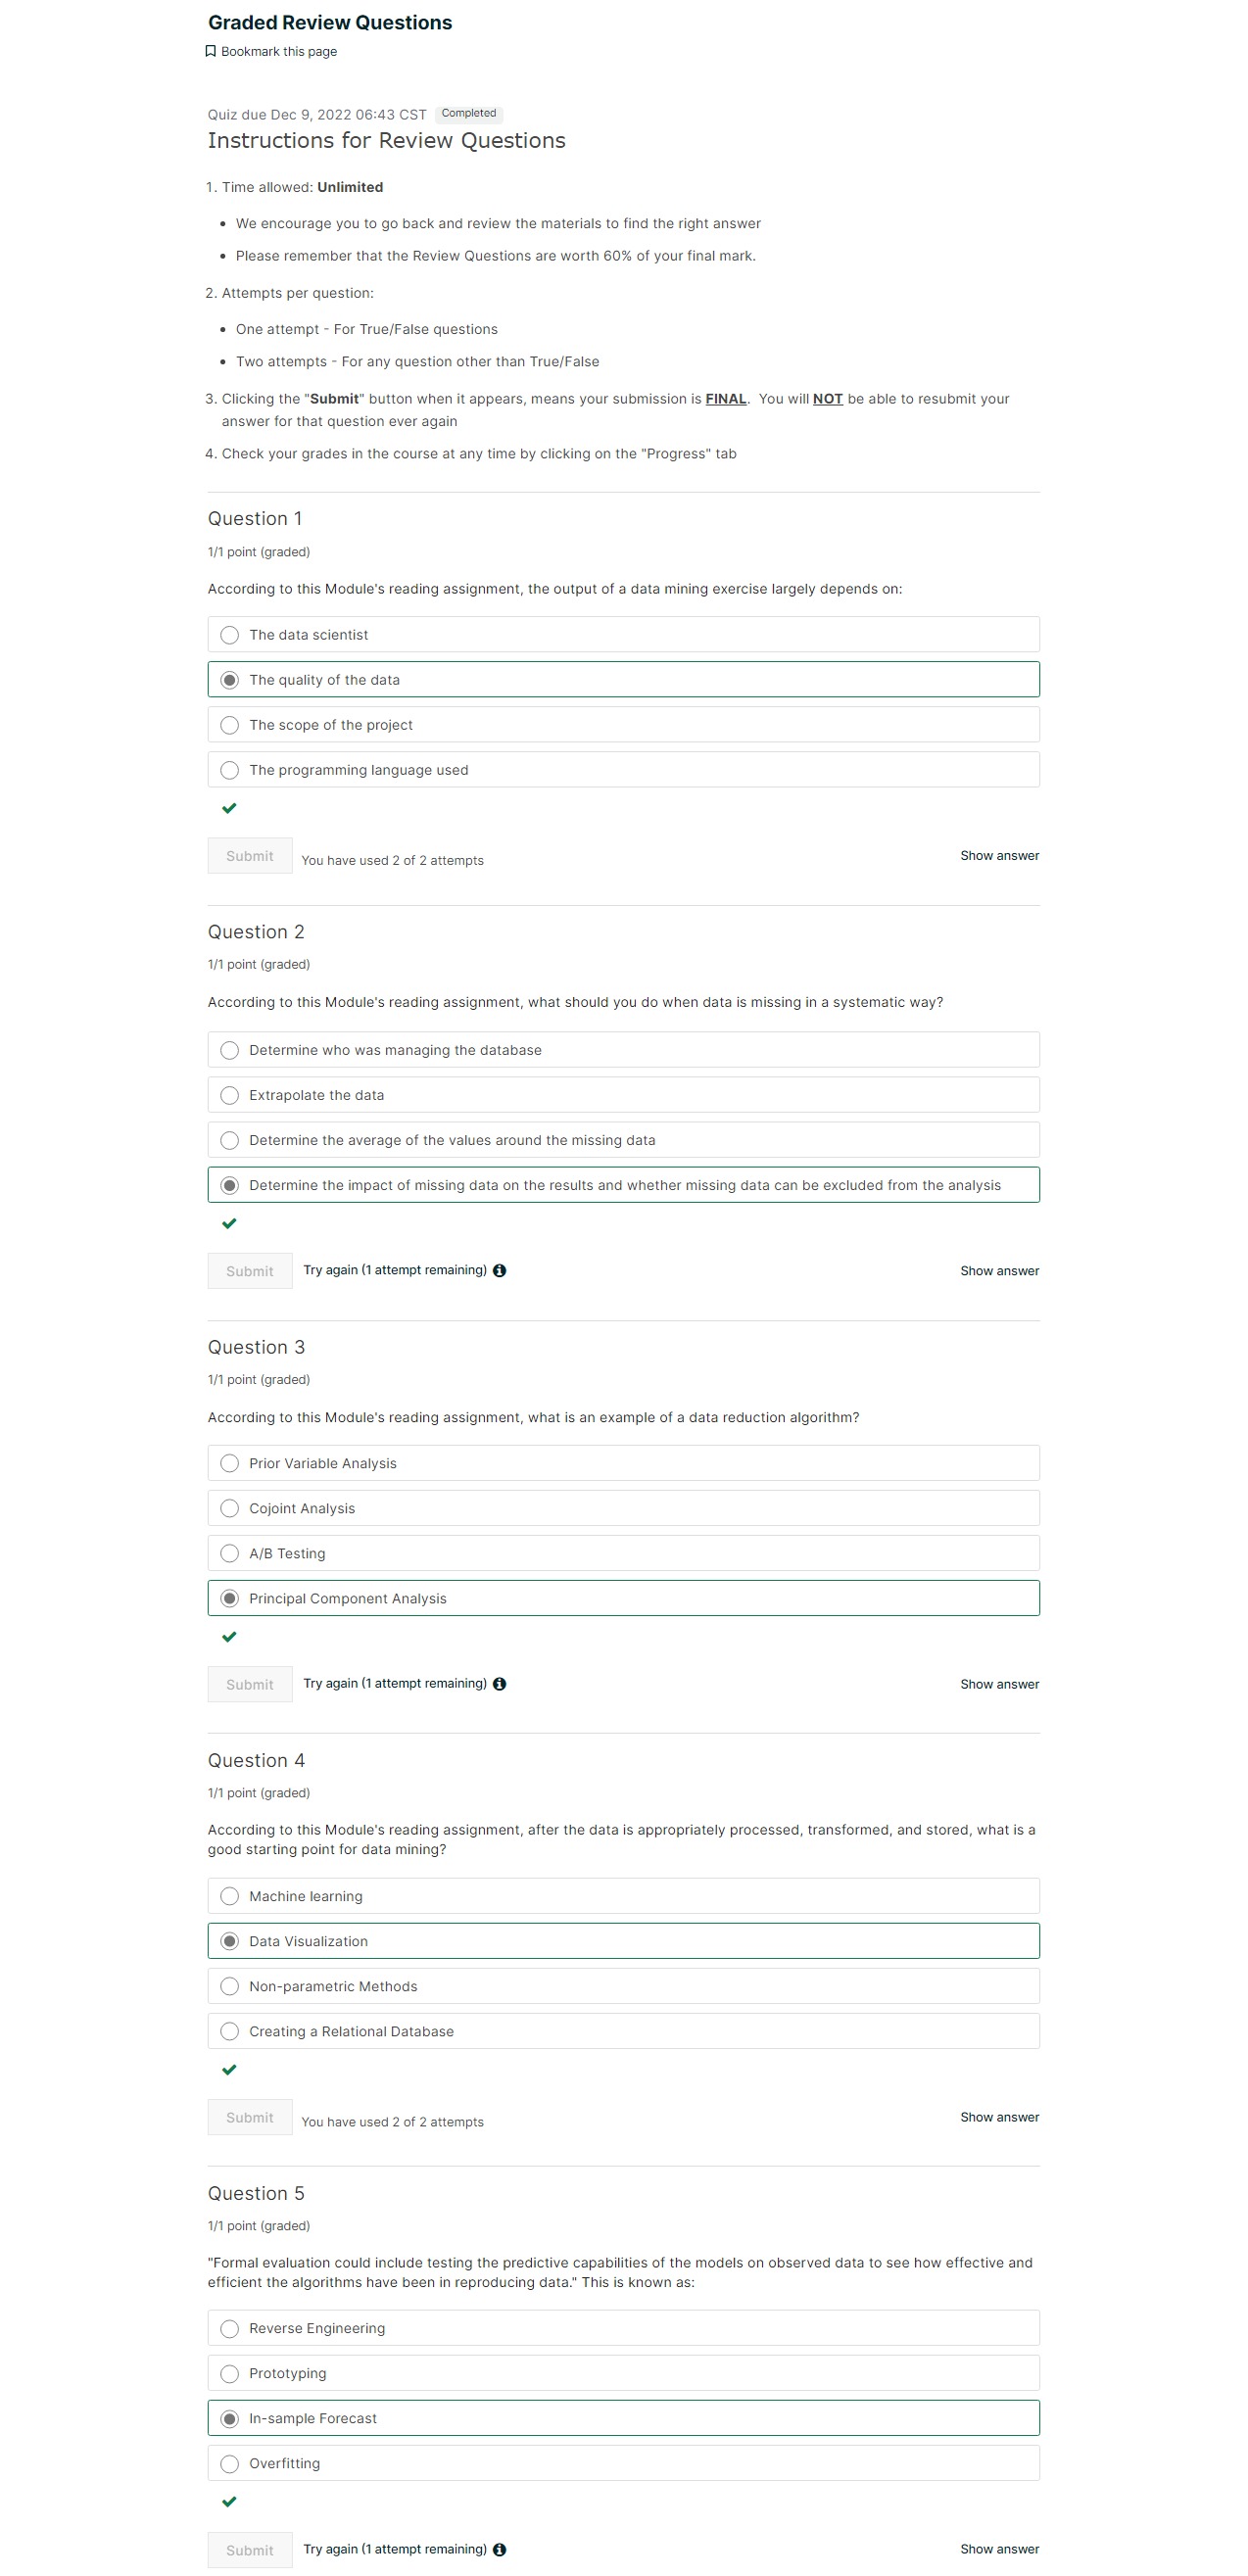 Graded Review Questions
Bookmark this page
Quiz due Dec 9, 2022 06:43 CST Completed
Instructions for Review Questions
1. Time allowed: Unlimited
• We encourage you to go back and review the materials to find the right answer
• Please remember that the Review Questions are worth 60% of your final mark.
2. Attempts per question:
• One attempt - For True/False questions
• Two attempts - For any question other than True/False
3. Clicking the "Submit" button when it appears, means your submission is FINAL. You will NOT be able to resubmit your
answer for that question ever again
4. Check your grades in the course at any time by clicking on the "Progress" tab
Question 1
1/1 point (graded)
According to this Module's reading assignment, the output of a data mining exercise largely depends on:
The data scientist
The quality of the data
The scope of the project
The programming language used
Submit You have used 2 of 2 attempts Show answer
Question 2
1/1 point (graded)
According to this Module's reading assignment, what should you do when data is missing in a systematic way?
Determine who was managing the database
Extrapolate the data
Determine the average of the values around the missing data
Determine the impact of missing data on the results and whether missing data can be excluded from the analysis
Submit Try again (1 attempt remaining) Show answer
Question 3
1/1 point (graded)
According to this Module's reading assignment, what is an example of a data reduction algorithm?
Prior Variable Analysis
Cojoint Analysis
A/B Testing
Principal Component Analysis
Submit Try again (1 attempt remaining) Show answer
Question 4
1/1 point (graded)
According to this Module's reading assignment, after the data is appropriately processed, transformed, and stored, what is a
good starting point for data mining?
Machine learning
Data Visualization
Non-parametric Methods
Creating a Relational Database
Submit You have used 2 of 2 attempts Show answer
Question 5
1/1 point (graded)
"Formal evaluation could include testing the predictive capabilities of the models on observed data to see how effective and
efficient the algorithms have been in reproducing data." This is known as:
Reverse Engineering
Prototyping
In-sample Forecast
Overfitting
Submit Try again (1 attempt remaining) Show answer